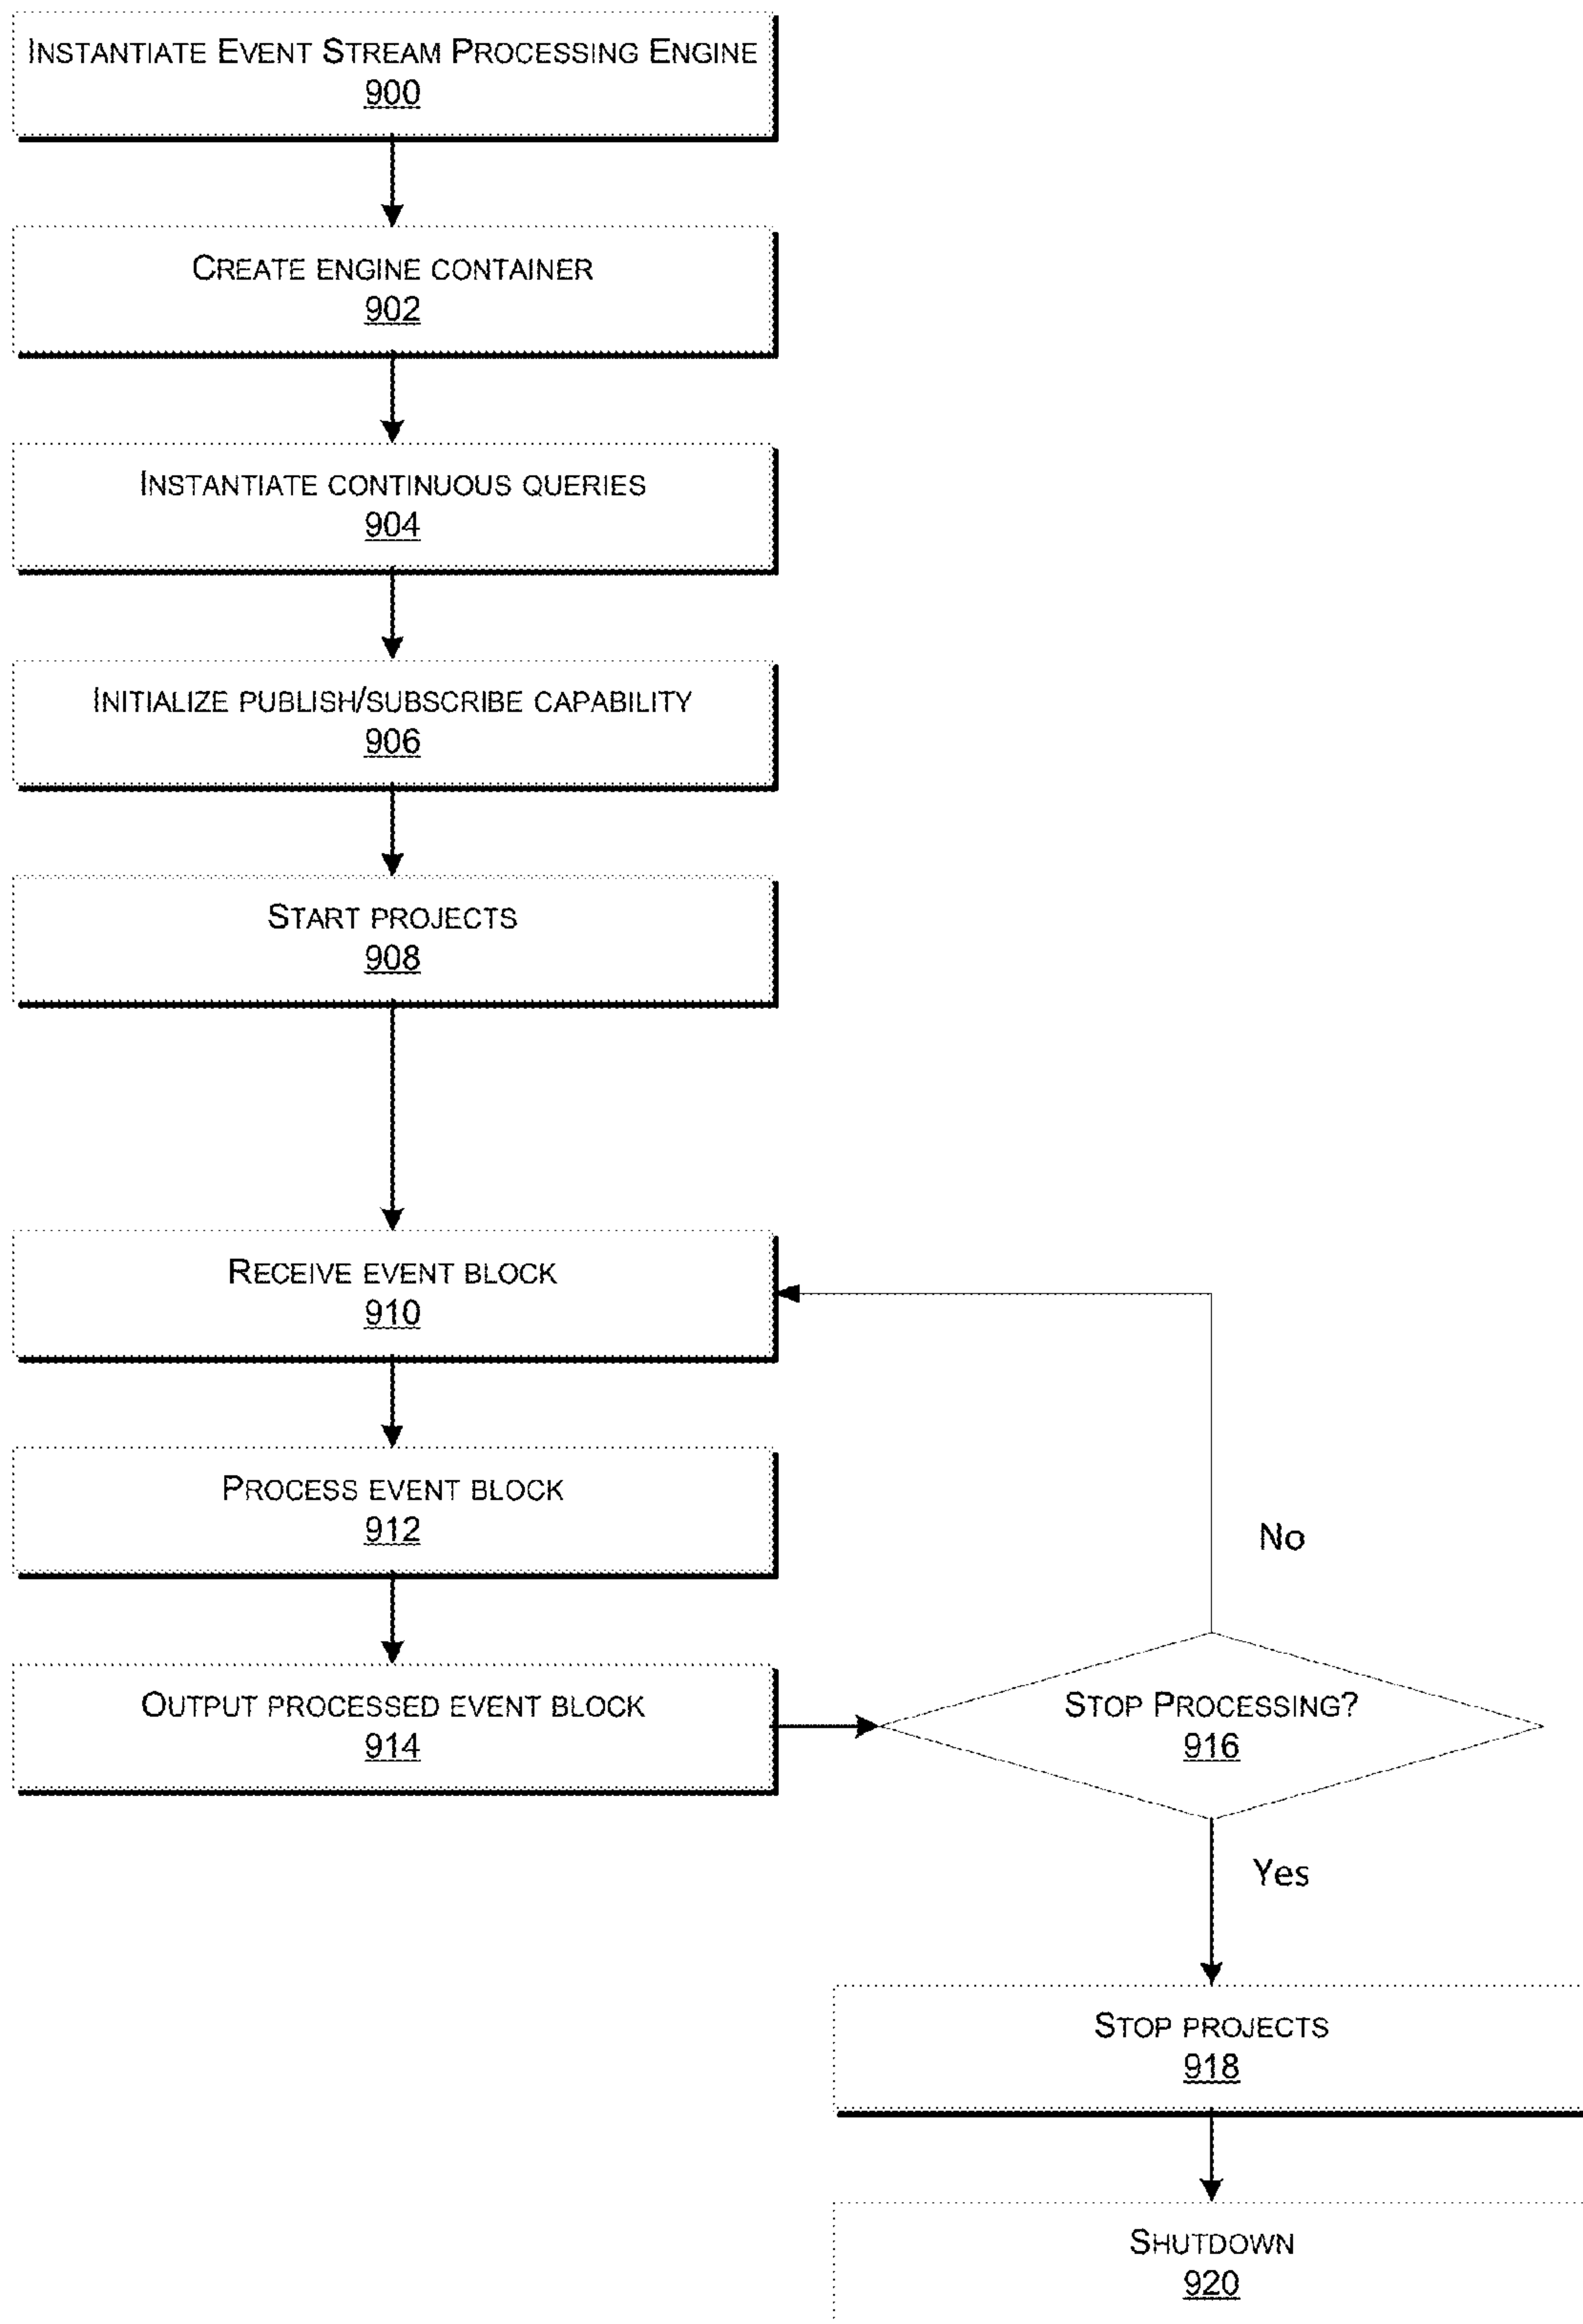 INSTANTIATE EVENT STREAM PROCESSING ENGINE
900
CREATE ENGINE CONTAINER
902
INSTANTIATE CONTINUOUS QUERIES
904
INITIALIZE PUBLISH/SUBSCRIBE CAPABILITY
906
START PROJECTS
908
RECEIVE EVENT BLOCK
910
PROCESS EVENT BLOCK
912
No
OUTPUT PROCESSED EVENT BLOCK
914
STOP PROCESSING?
916
Yes
STOP PROJECTS
918
SHUTDOWN
920